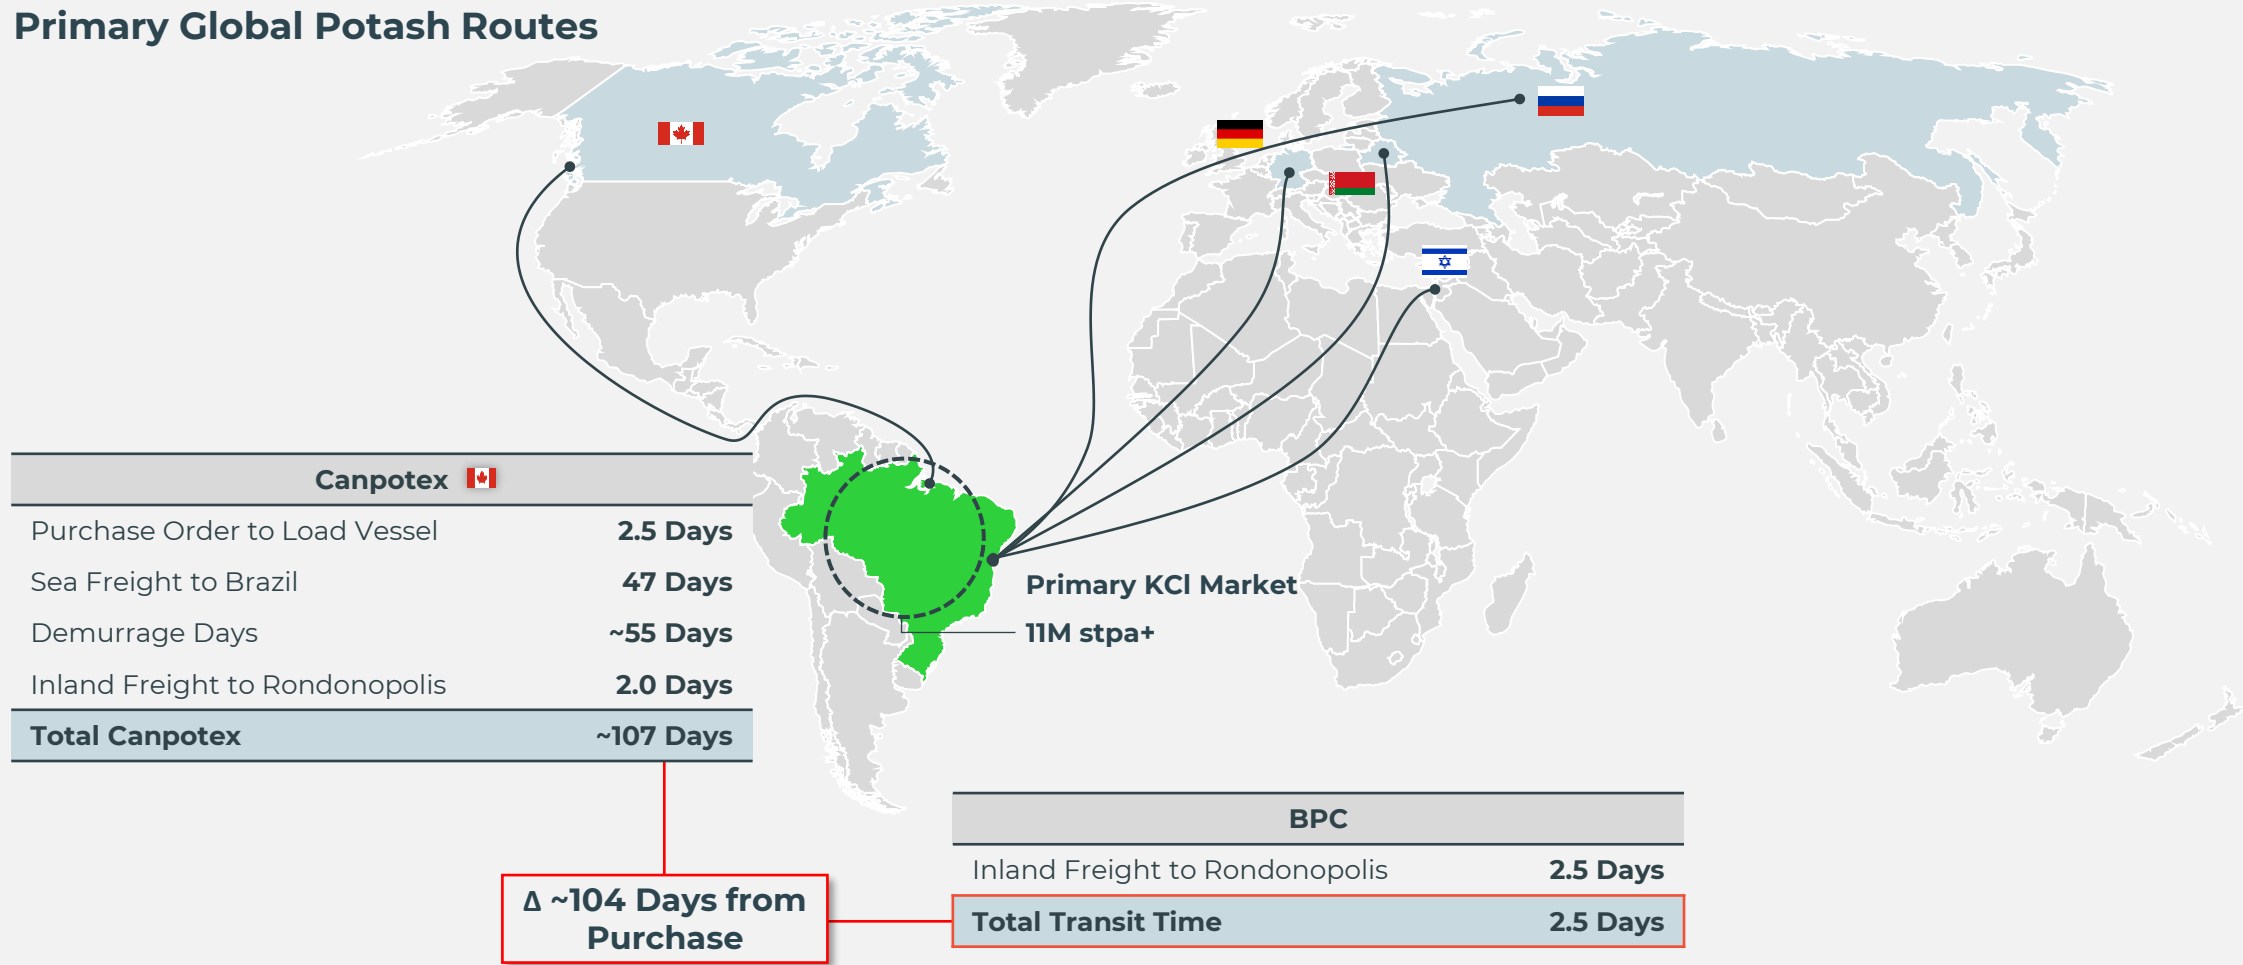 Primary Global Potash Routes
Canpotex
Purchase Order to Load Vessel 2.5 Days
Sea Freight to Brazil 47 Days
Demurrage Days ~55 Days
Inland Freight to Rondonopolis 2.0 Days
Total Canpotex ~107 Days
Primary KCl Market
11M stpa+
BPC
Inland Freight to Rondonopolis 2.5 Days
Total Transit Time 2.5 Days
Δ ~104 Days from
Purchase